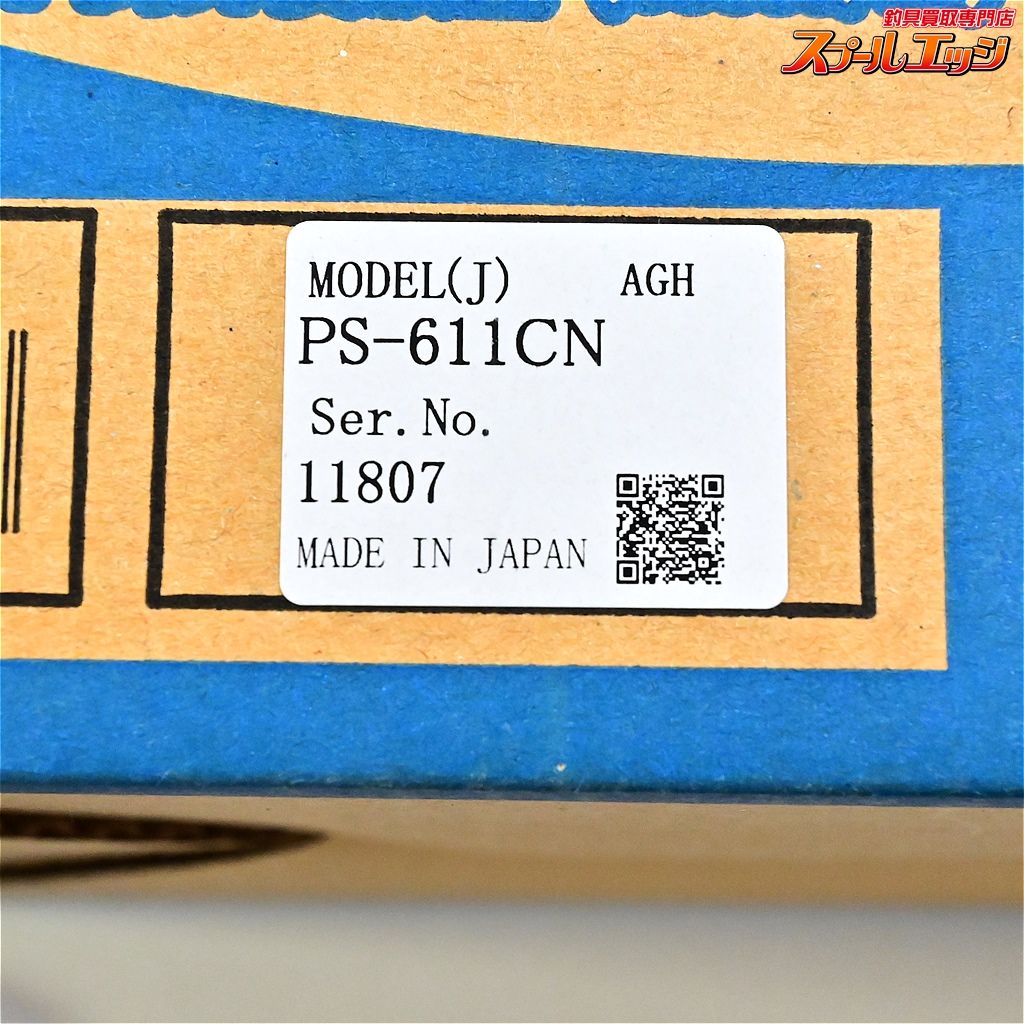 釣具買取専門店
スプールエッジ
MODEL(J) AGH
PS-611CN
Ser.No.
11807
MADE IN JAPAN